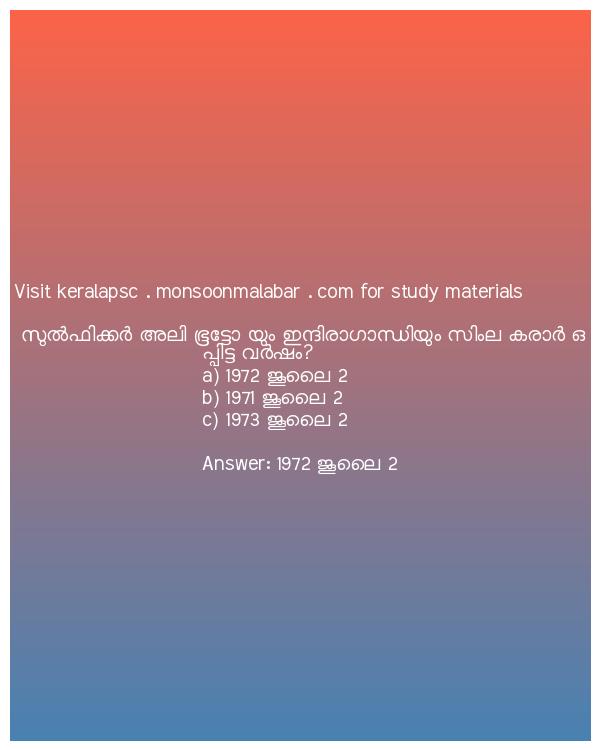 Visit keralapsc . monsoonmalabar . com for study materials
സുൽഫിക്കർ അലി ഭൂട്ടോ യും ഇന്ദിരാഗാന്ധിയും സിംല കരാർ ഒ
പ്പിട്ട വർഷം?
a) 1972 ജൂലൈ 2
b) 1971 ജൂലൈ 2
c) 1973 ജൂലൈ 2
Answer: 1972 ജൂലൈ 2